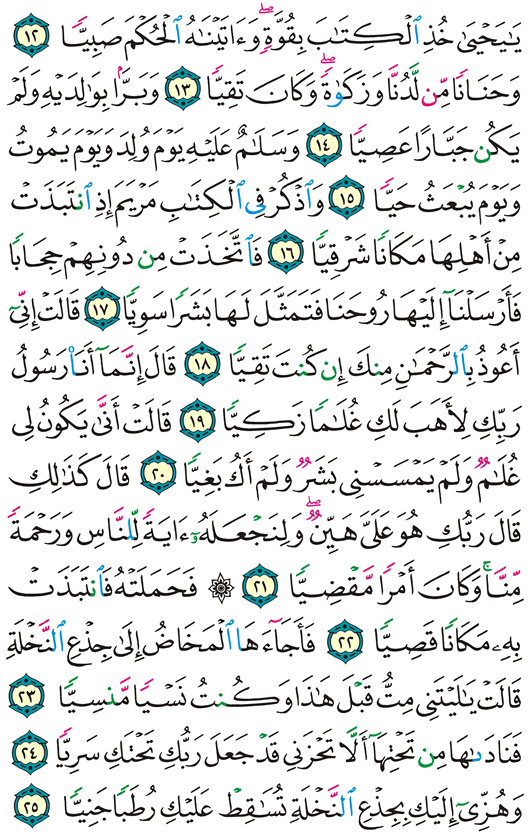 يَـٰيَحْيَىٰ خُذِ ٱلْكِتَـٰبَ بِقُوَّةٍۖ وَءَاتَيْنَـٰهُ ٱلْحُكْمَ صَبِيًّا ١٢
وَحَنَانًا مِّن لَّدُنَّا وَزَكَوٰةًۖ وَكَانَ تَقِيًّا ١٣ وَبَرًّۢا بِوَٰلِدَيْهِ وَلَمْ
يَكُن جَبَّارًا عَصِيًّا ١٤ وَسَلَـٰمٌ عَلَيْهِ يَوْمَ وُلِدَ وَيَوْمَ يَمُوتُ
وَيَوْمَ يُبْعَثُ حَيًّا ١٥ وَٱذْكُرْ فِى ٱلْكِتَـٰبِ مَرْيَمَ إِذِ ٱنتَبَذَتْ
مِنْ أَهْلِهَا مَكَانًا شَرْقِيًّا ١٦ فَٱتَّخَذَتْ مِن دُونِهِمْ حِجَابًا
فَأَرْسَلْنَآ إِلَيْهَا رُوحَنَا فَتَمَثَّلَ لَهَا بَشَرًا سَوِيًّا ١٧ قَالَتْ إِنِّىٓ
أَعُوذُ بِٱلرَّحْمَـٰنِ مِنكَ إِن كُنتَ تَقِيًّا ١٨ قَالَ إِنَّمَآ أَنَا۠ رَسُولُ
رَبِّكِ لِأَهَبَ لَكِ غُلَـٰمًا زَكِيًّا ١٩ قَالَتْ أَنَّىٰ يَكُونُ لِى
غُلَـٰمٌ وَلَمْ يَمْسَسْنِى بَشَرٌ وَلَمْ أَكُ بَغِيًّا ٢٠ قَالَ كَذَٰلِكِ
قَالَ رَبُّكِ هُوَ عَلَىَّ هَيِّنٌۖ وَلِنَجْعَلَهُۥٓ ءَايَةً لِّلنَّاسِ وَرَحْمَةً
مِّنَّاۚ وَكَانَ أَمْرًا مَّقْضِيًّا ٢١ ۞ فَحَمَلَتْهُ فَٱنتَبَذَتْ
بِهِۦ مَكَانًا قَصِيًّا ٢٢ فَأَجَآءَهَا ٱلْمَخَاضُ إِلَىٰ جِذْعِ ٱلنَّخْلَةِ
قَالَتْ يَـٰلَيْتَنِى مِتُّ قَبْلَ هَـٰذَا وَكُنتُ نَسْيًا مَّنسِيًّا ٢٣
فَنَادَىٰهَا مِن تَحْتِهَآ أَلَّا تَحْزَنِى قَدْ جَعَلَ رَبُّكِ تَحْتَكِ سَرِيًّا ٢٤
وَهُزِّىٓ إِلَيْكِ بِجِذْعِ ٱلنَّخْلَةِ تُسَـٰقِطْ عَلَيْكِ رُطَبًا جَنِيًّا ٢٥